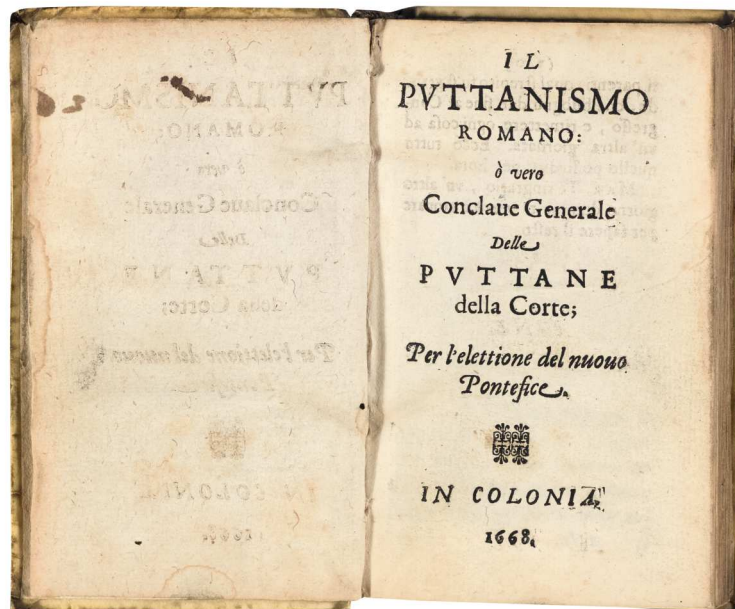 IL
PVTTANISMO
ROMANO:
ò vero
Conclaue Generale
Delle
PVTTANE
della Corte;
Per l'elettione del nuouo
Pontefice.
IN COLONIA,
1668.